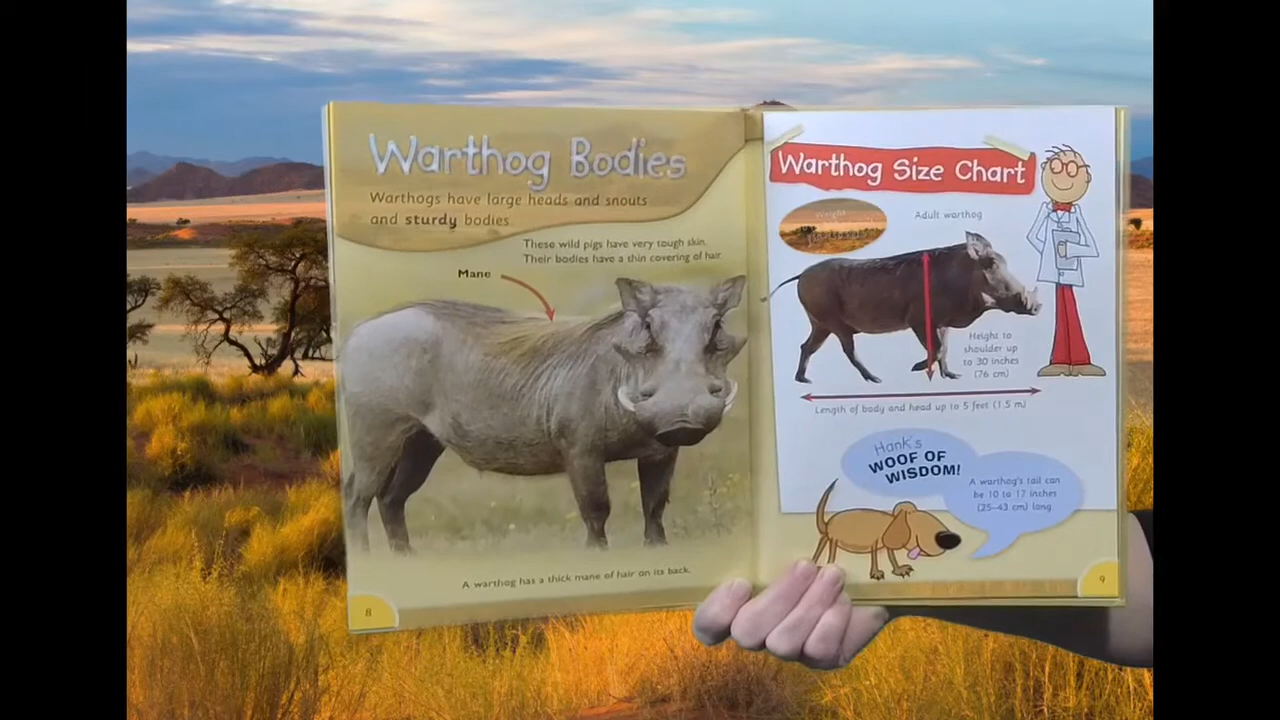 Warthog Bodies
Warthogs have large heads and snouts
and sturdy bodies
These wild pigs have very tough skin.
Their bodies have a thin covering of hair.
Mane
A warthog has a thick mane of hair on its back.
8
Warthog Size Chart
Weight
Adult warthog
Height to
shoulder up
to 30 inches
(76 cm)
Length of body and head up to 5 feet (1.5 m)
Hank's
WOOF OF
WISDOM!
A warthog's tail can
be 10 to 17 inches
(25–43 cm) long
9